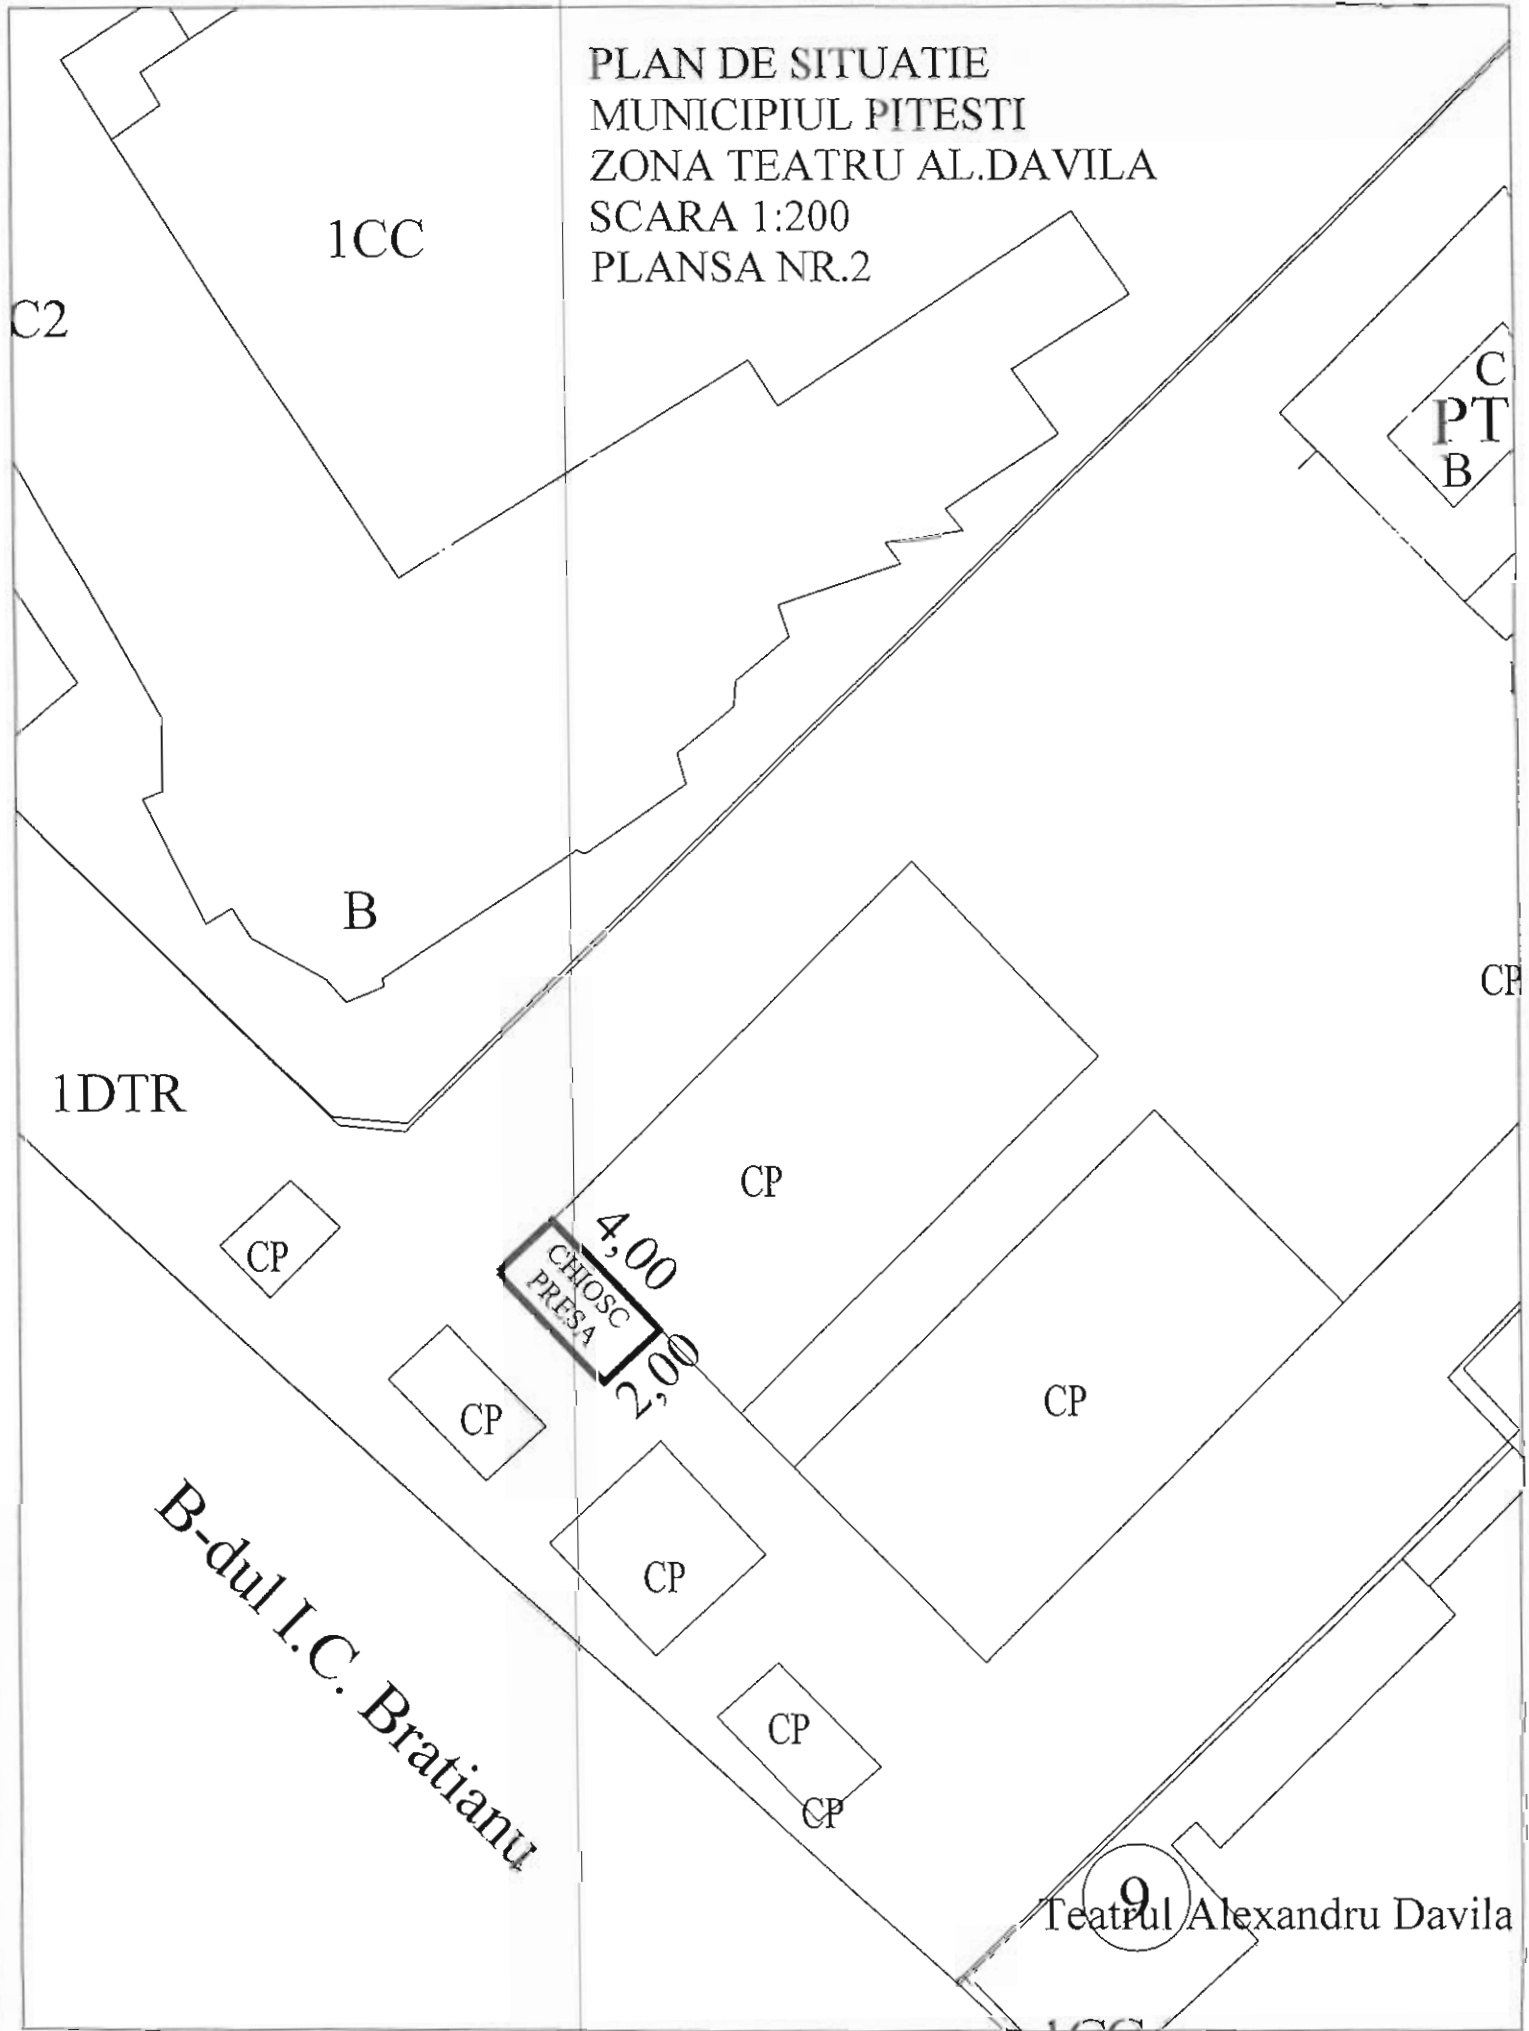 PLAN DE SITUATIE
MUNICIPIUL PITESTI
ZONA TEATRU AL.DAVILA
SCARA 1:200
PLANSA NR.2
1CC
C2
C
PT
B
B
CP
1DTR
CP
4,00
CP
CHIOSC
PRESA
2,00
CP
CP
CP
B-dul I.C. Bratianu
CP
CP
9
Teatrul Alexandru Davila